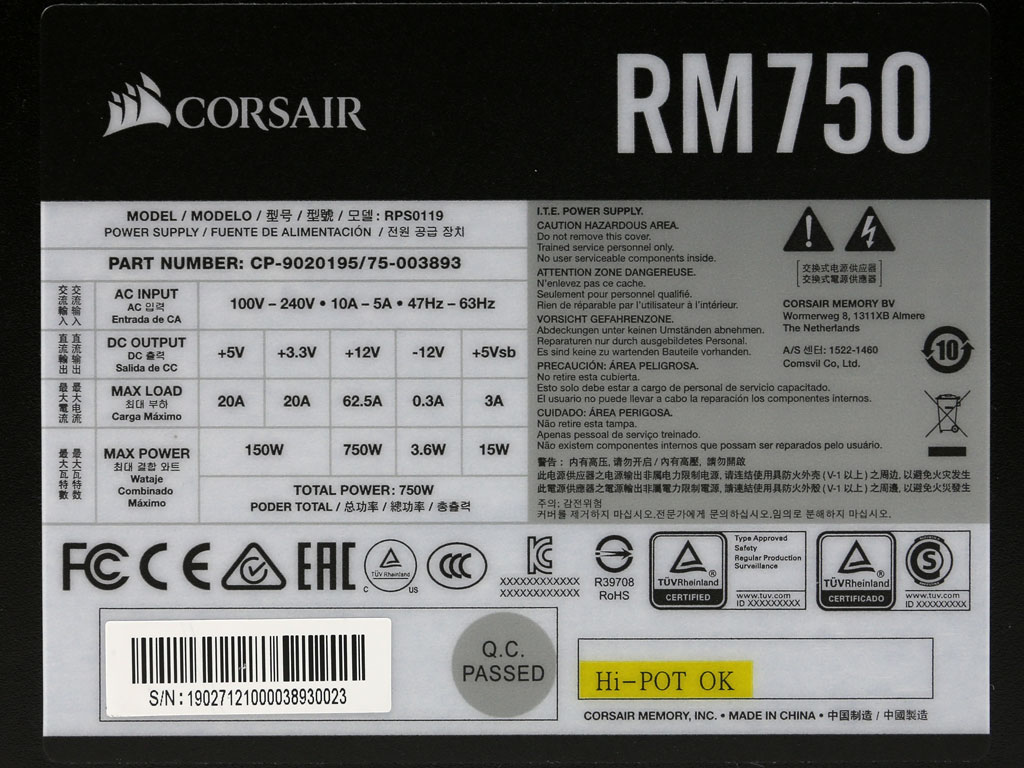 CORSAIR
RM750
MODEL / MODELO / 型号 / 型號 / 모델 : RPS0119
POWER SUPPLY / FUENTE DE ALIMENTACIÓN / 전원 공급 장치
PART NUMBER: CP-9020195/75-003893
交流輸入 交流输入
AC INPUT
AC 입력
Entrada de CA
100V – 240V • 10A – 5A • 47Hz – 63Hz
直流輸出 直流输出
DC OUTPUT
DC 출력
Salida de CC
+5V +3.3V +12V -12V +5Vsb
最大電流 最大电流
MAX LOAD
최대 부하
Carga Máximo
20A 20A 62.5A 0.3A 3A
最大瓦特數 最大瓦特数
MAX POWER
최대 결합 와트
Wataje
Combinado
Máximo
150W 750W 3.6W 15W
TOTAL POWER: 750W
PODER TOTAL / 总功率 / 總功率 / 총출력
I.T.E. POWER SUPPLY.
CAUTION HAZARDOUS AREA.
Do not remove this cover.
Trained service personnel only.
No user serviceable components inside.
ATTENTION ZONE DANGEREUSE.
N'enlevez pas ce cache.
Seulement pour personnel qualifié.
Rien de réparable par l'utilisateur à l'intérieur.
VORSICHT GEFAHRENZONE.
Abdeckungen unter keinen Umständen abnehmen.
Reparaturen nur durch ausgebildetes Personal.
Es sind keine zu wartenden Bauteile vorhanden.
PRECAUCIÓN: ÁREA PELIGROSA.
No retire esta cubierta.
Esto solo debe estar a cargo de personal de servicio capacitado.
El usuario no puede llevar a cabo la reparación los componentes internos.
CUIDADO: ÁREA PERIGOSA.
Não retire esta tampa.
Apenas pessoal de serviço treinado.
Não existem componentes internos que possam ser reparados pelo usuário.
警告： 内有高压, 请勿开启 / 內有高壓, 請勿開啟
此电源供应器之电源输出非属电力限制电源, 请连结使用具防火外壳 (V-1 以上 ) 之周边, 以避免火灾发生
此電源供應器之電源輸出非屬電力限制電源, 請連結使用具防火外殼 (V-1 以上 ) 之周邊, 以避免火災發生
주의: 감전위험
커버를 제거하지 마십시오.전문가에게 문의하십시오.임의로 분해하지 마십시오.
交换式电源供应器
交換式電源供應器
CORSAIR MEMORY BV
Wormerweg 8, 1311XB Almere
The Netherlands
A/S 센터: 1522-1460
Comsvil Co, Ltd.
10
FC CE EAC
TÜVRheinland
C US
CCC
XXXXXXXXXXXX
XXXXXXXXXXXX
R39708
RoHS
TÜVRheinland ®
CERTIFIED
Type Approved
Safety
Regular Production
Surveillance
www.tuv.com
ID XXXXXXXXX
TÜVRheinland ®
CERTIFICADO
S
www.tuv.com
ID XXXXXXXXX
S/N : 19027121000038930023
Q.C.
PASSED
Hi-POT OK
CORSAIR MEMORY, INC. • MADE IN CHINA • 中国制造 / 中國製造